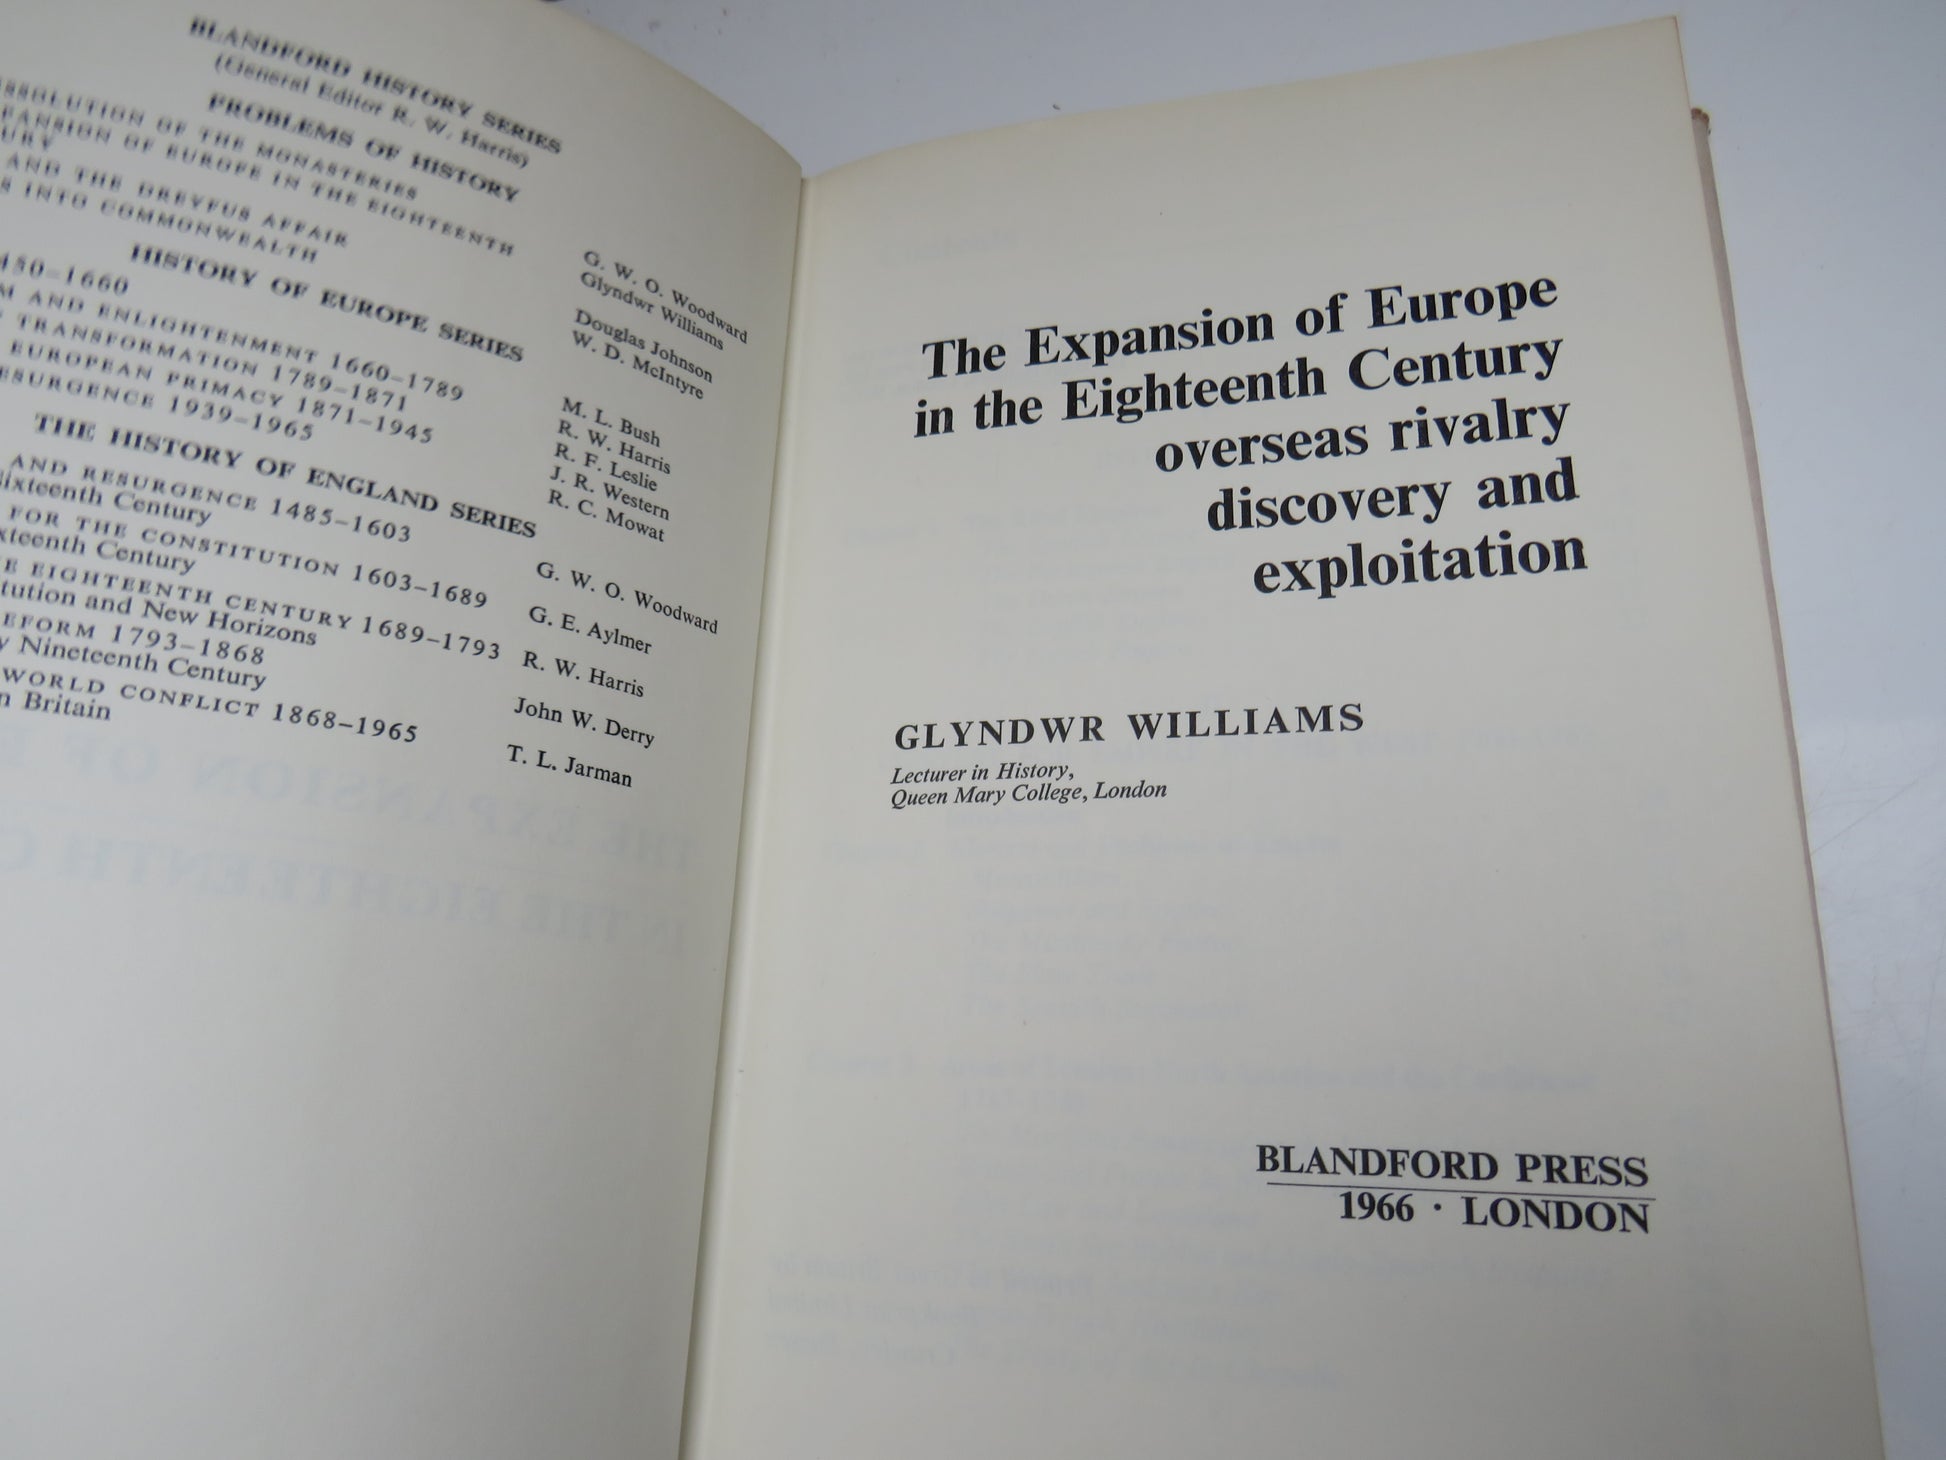 BLANDFORD HISTORY SERIES
(General Editor R. W. Harris)
PROBLEMS OF HISTORY
OF THE MONASTERIES G. W. O. Woodward
OF EUROPE IN THE EIGHTEENTH Glyndwr Williams
AND THE DREYFUS AFFAIR Douglas Johnson
INTO COMMONWEALTH W. D. McIntyre
HISTORY OF EUROPE SERIES
450–1660 M. L. Bush
AND ENLIGHTENMENT 1660–1789 R. W. Harris
TRANSFORMATION 1789–1871 R. F. Leslie
EUROPEAN PRIMACY 1871–1945 J. R. Western
ESURGENCE 1939–1965 R. C. Mowat
THE HISTORY OF ENGLAND SERIES
AND RESURGENCE 1485–1603 G. W. O. Woodward
Sixteenth Century
FOR THE CONSTITUTION 1603–1689 G. E. Aylmer
Century
EIGHTEENTH CENTURY 1689–1793 R. W. Harris
tution and New Horizons
EFORM 1793–1868 John W. Derry
Nineteenth Century
WORLD CONFLICT 1868–1965 T. L. Jarman
Britain
The Expansion of Europe
in the Eighteenth Century
overseas rivalry
discovery and
exploitation
GLYNDWR WILLIAMS
Lecturer in History,
Queen Mary College, London
BLANDFORD PRESS
1966 · LONDON